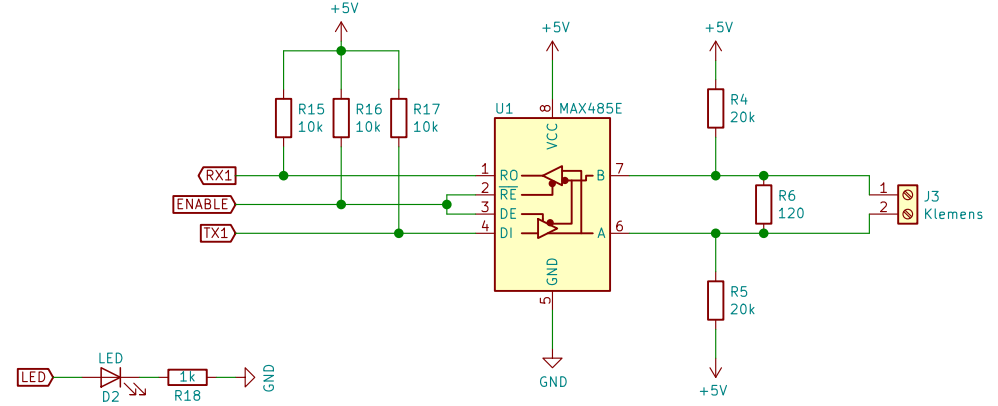 +5V
+5V
+5V
R15
10k
R16
10k
R17
10k
U1
MAX485E
8
VCC
R4
20k
RX1
1
RO
B
7
ENABLE
2
RE
3
DE
TX1
4
DI
A
6
R6
120
1
2
J3
Klemens
GND
5
R5
20k
GND
+5V
LED
LED
D2
1k
R18
GND